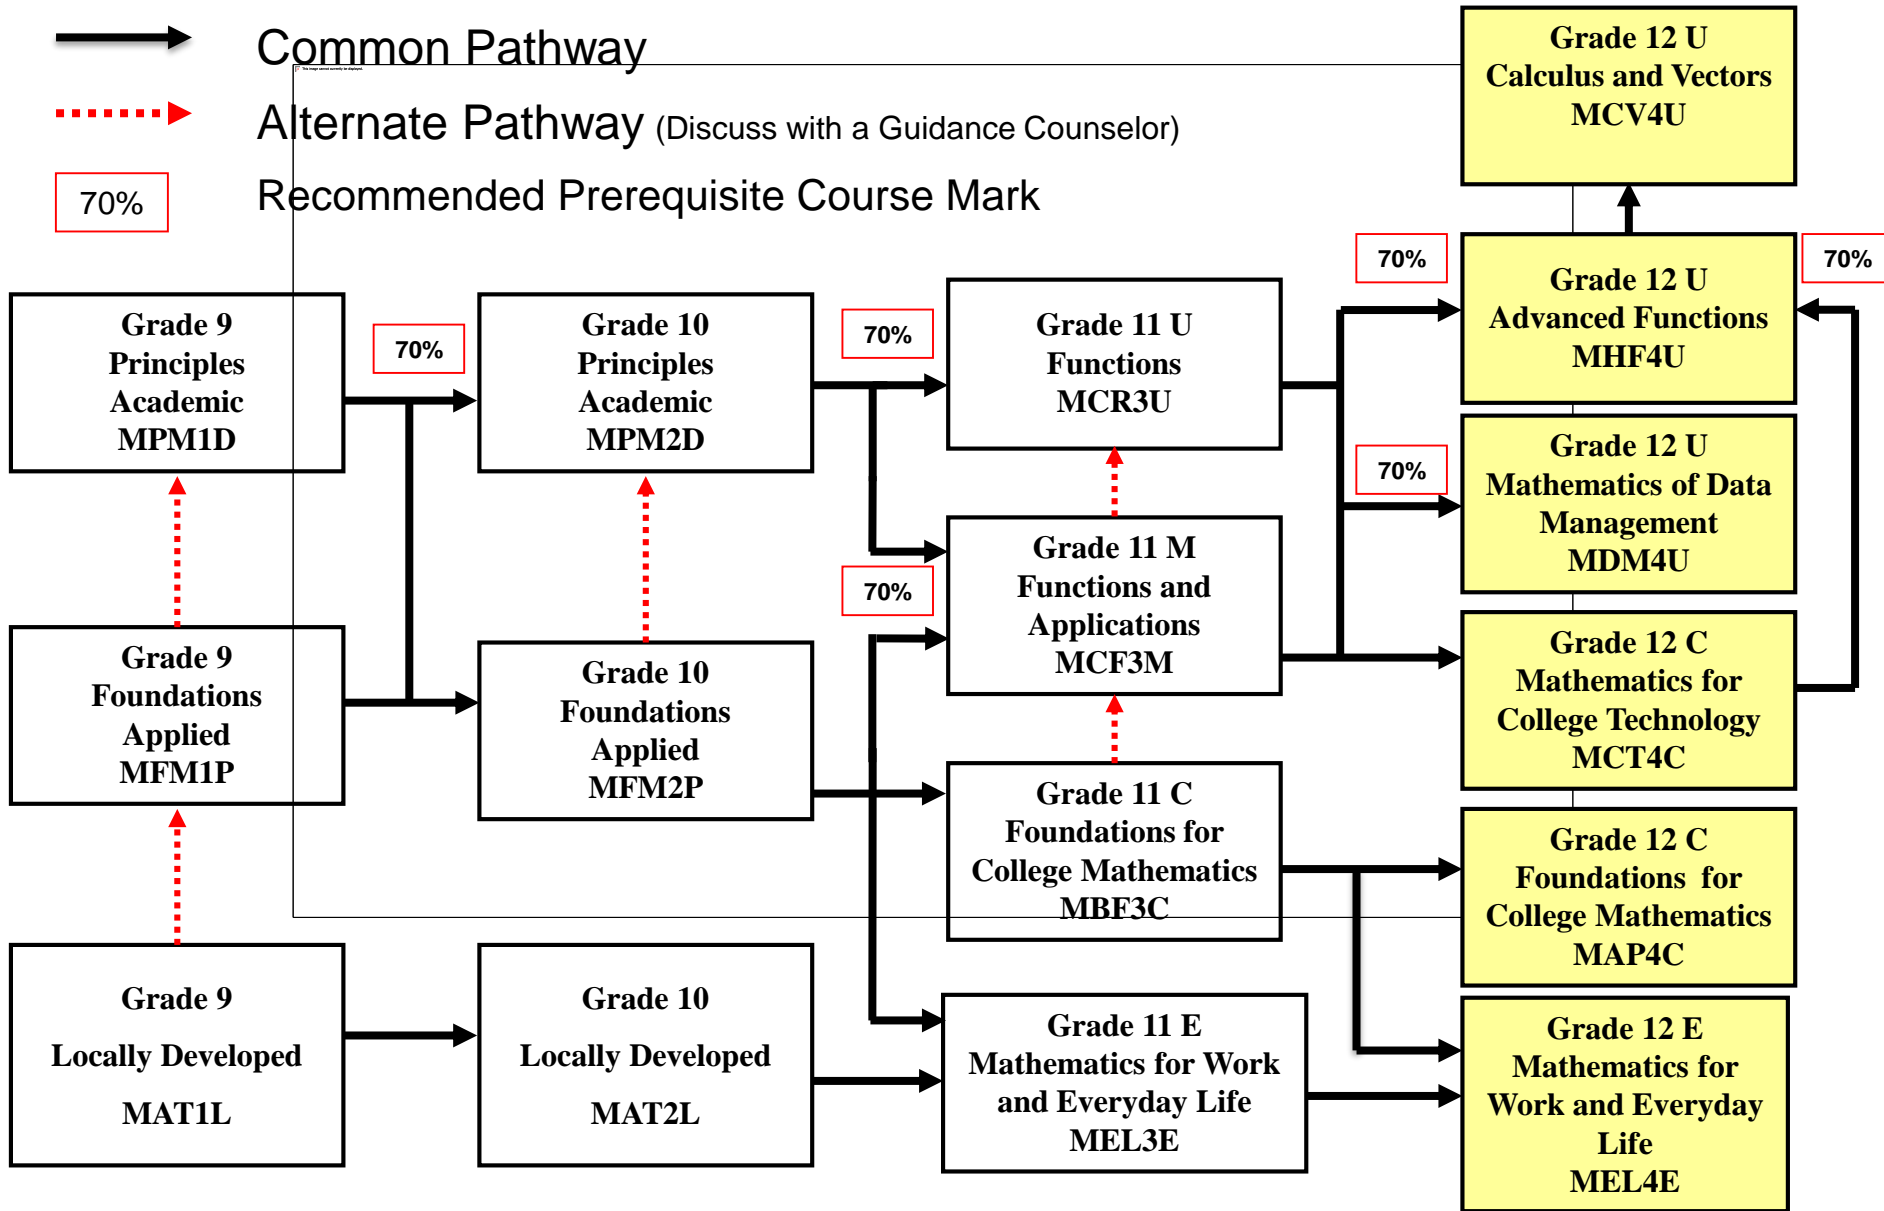 Common Pathway
This image cannot currently be displayed.
Alternate Pathway (Discuss with a Guidance Counselor)
70%
Recommended Prerequisite Course Mark
Grade 12 U
Calculus and Vectors
MCV4U
Grade 9
Principles
Academic
MPM1D
70%
Grade 10
Principles
Academic
MPM2D
70%
Grade 11 U
Functions
MCR3U
70%
Grade 12 U
Advanced Functions
MHF4U
70%
70%
Grade 12 U
Mathematics of Data
Management
MDM4U
Grade 9
Foundations
Applied
MFM1P
Grade 10
Foundations
Applied
MFM2P
70%
Grade 11 M
Functions and
Applications
MCF3M
Grade 12 C
Mathematics for
College Technology
MCT4C
Grade 11 C
Foundations for
College Mathematics
MBF3C
Grade 12 C
Foundations for
College Mathematics
MAP4C
Grade 9
Locally Developed
MAT1L
Grade 10
Locally Developed
MAT2L
Grade 11 E
Mathematics for Work
and Everyday Life
MEL3E
Grade 12 E
Mathematics for
Work and Everyday
Life
MEL4E